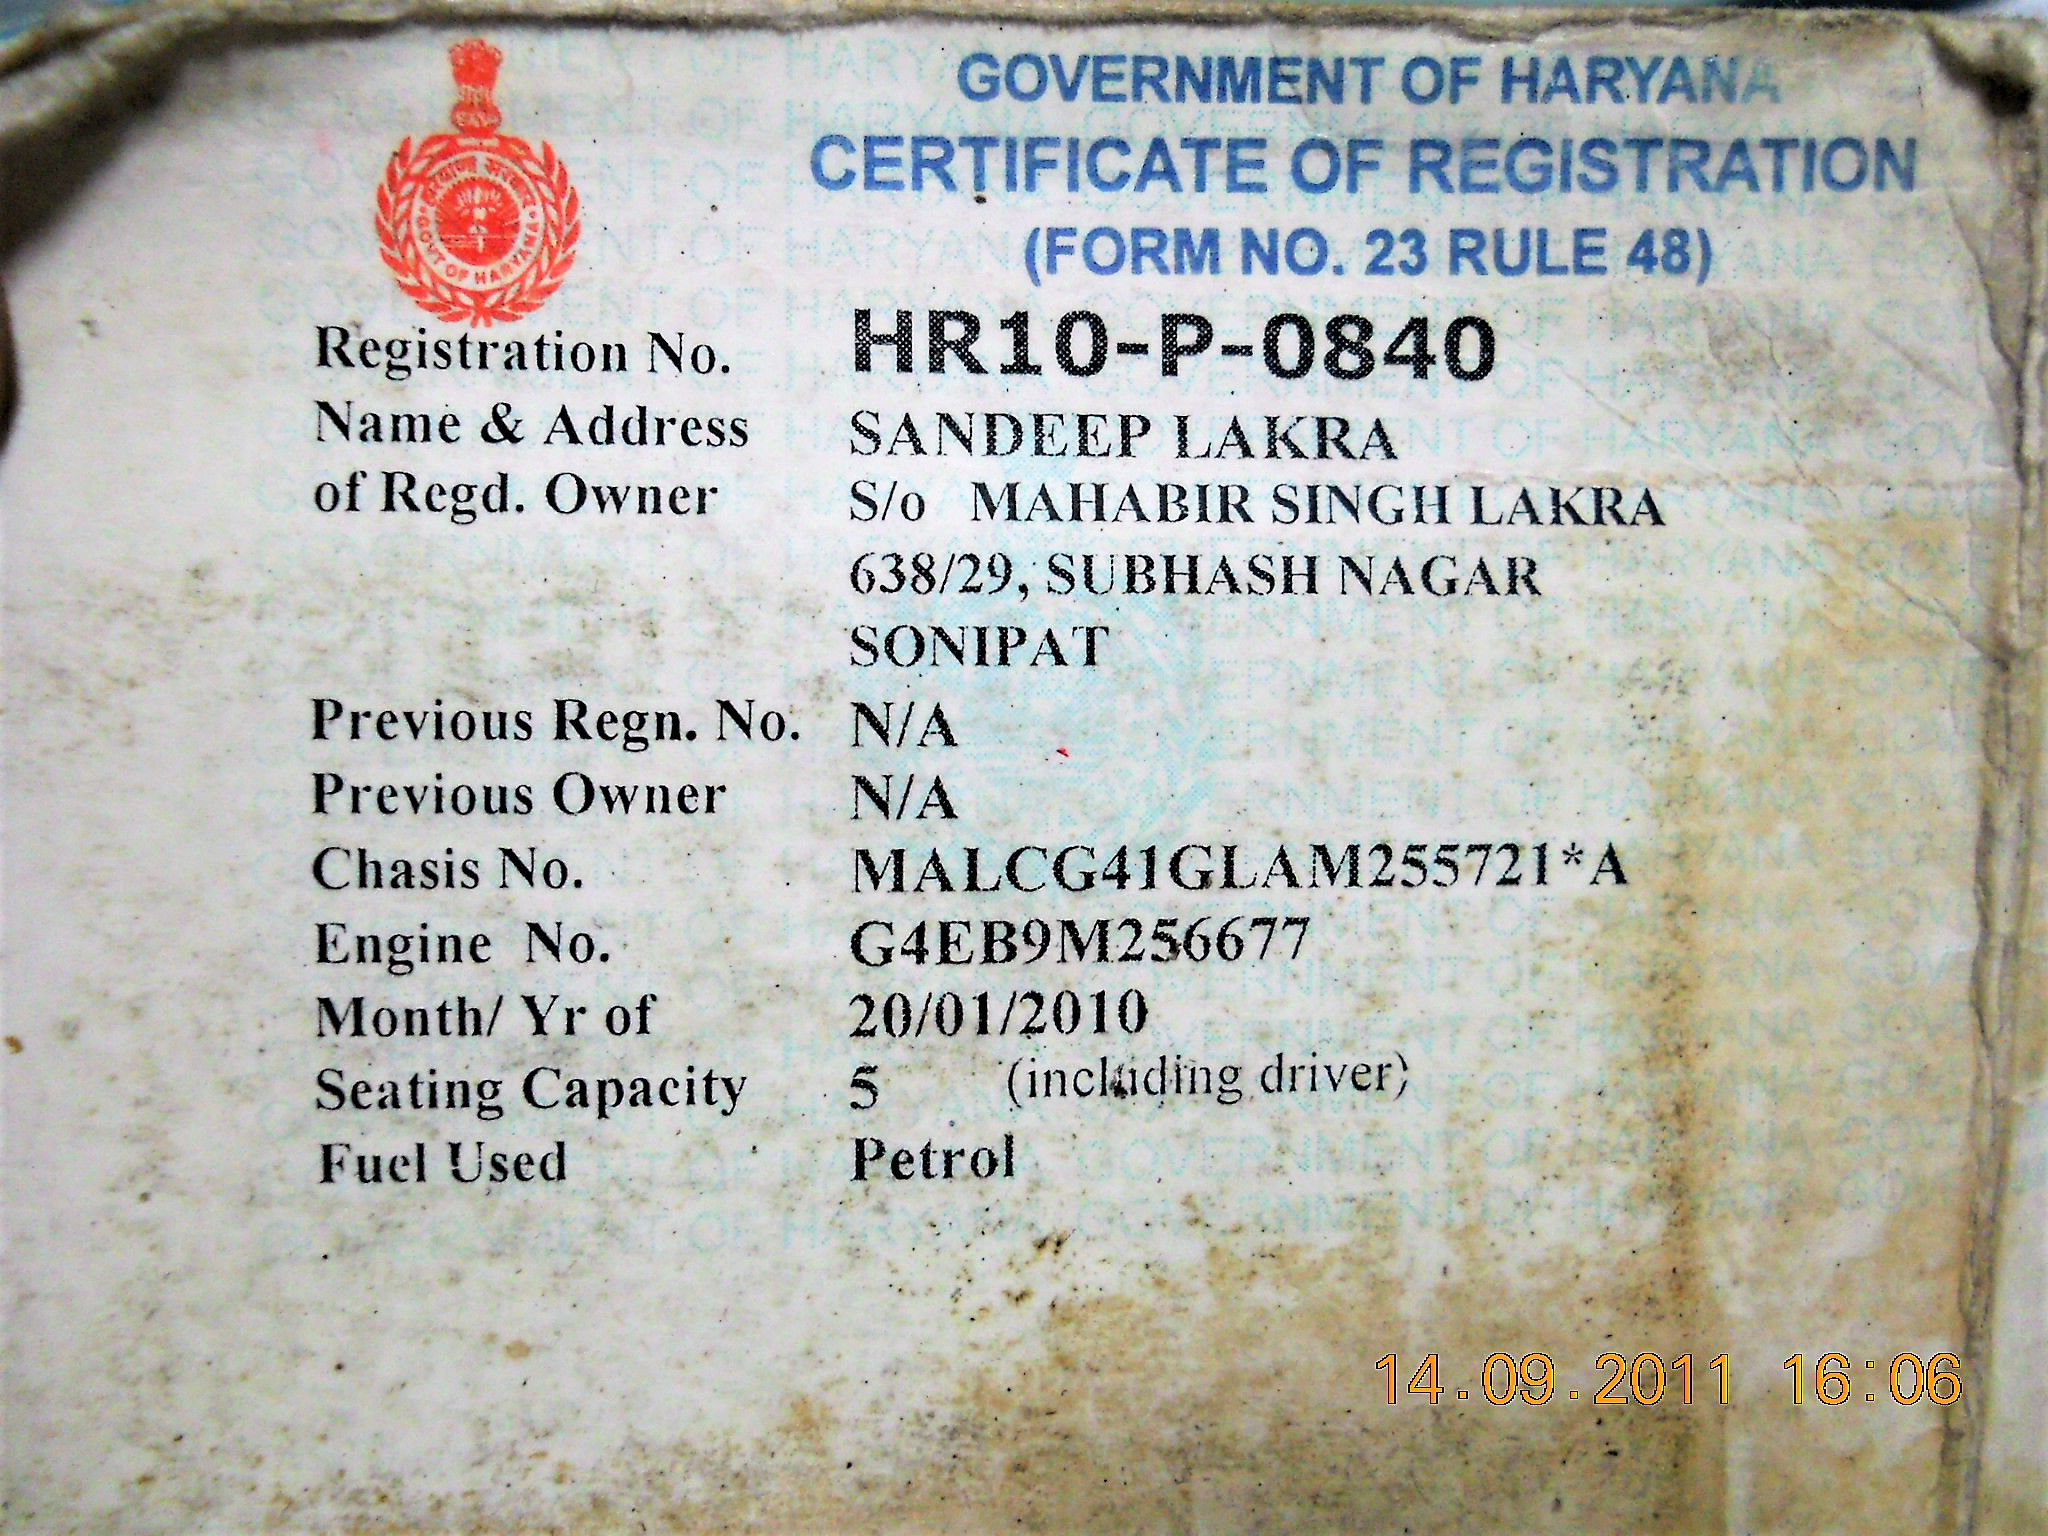 GOVERNMENT OF HARYANA
CERTIFICATE OF REGISTRATION
(FORM NO. 23 RULE 48)
GOVT OF HARYANA
Registration No. HR10-P-0840
Name & Address SANDEEP LAKRA
of Regd. Owner S/o MAHABIR SINGH LAKRA
638/29, SUBHASH NAGAR
SONIPAT
Previous Regn. No. N/A
Previous Owner N/A
Chasis No. MALCG41GLAM255721*A
Engine No. G4EB9M256677
Month/ Yr of 20/01/2010
Seating Capacity 5 (including driver)
Fuel Used Petrol
14.09.2011 16:06